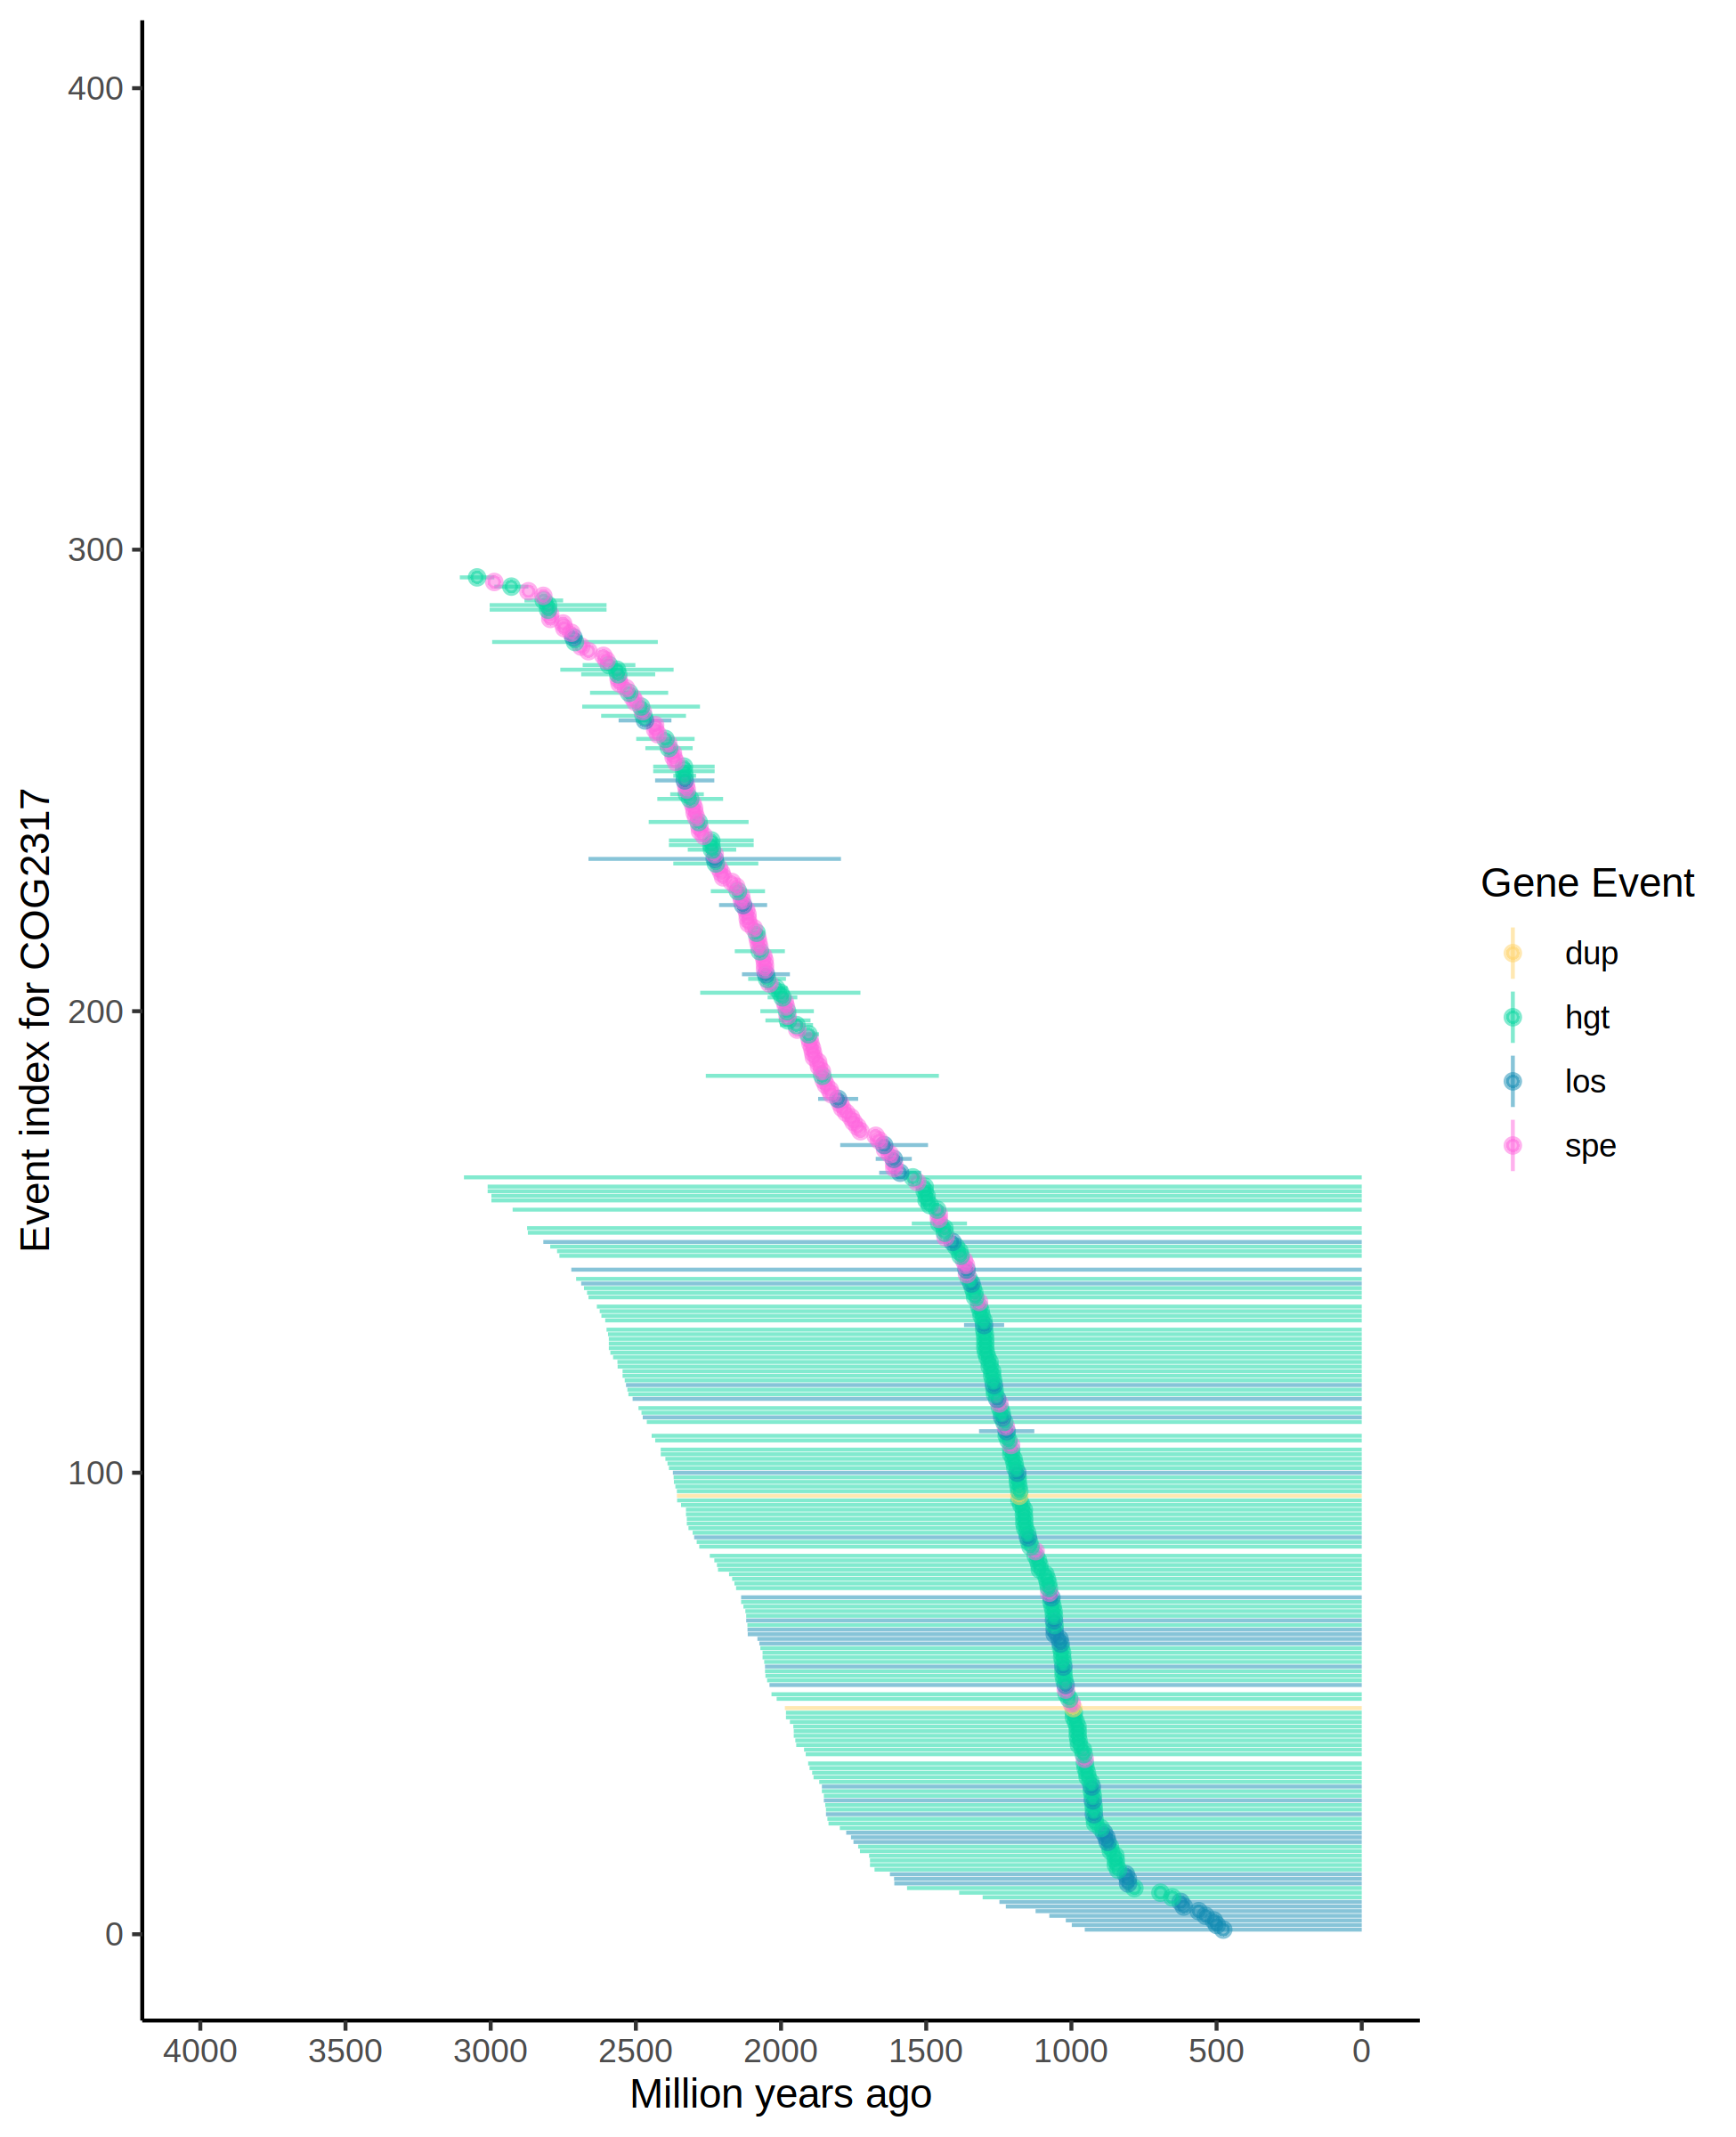 400
300
200
100
0
Event index for COG2317
4000 3500 3000 2500 2000 1500 1000 500 0
Million years ago
Gene Event
dup
hgt
los
spe